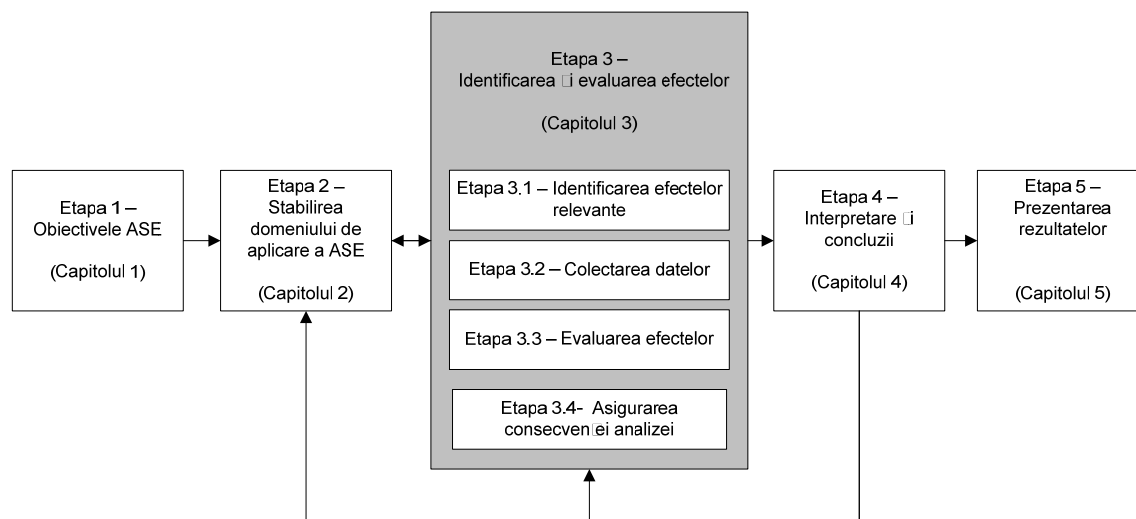 Etapa 1 –
Obiectivele ASE
(Capitolul 1)
Etapa 2 –
Stabilirea
domeniului de
aplicare a ASE
(Capitolul 2)
Etapa 3 –
Identificarea □i evaluarea efectelor
(Capitolul 3)
Etapa 3.1 – Identificarea efectelor
relevante
Etapa 3.2 – Colectarea datelor
Etapa 3.3 – Evaluarea efectelor
Etapa 3.4- Asigurarea
consecven□ei analizei
Etapa 4 –
Interpretare □i
concluzii
(Capitolul 4)
Etapa 5 –
Prezentarea
rezultatelor
(Capitolul 5)